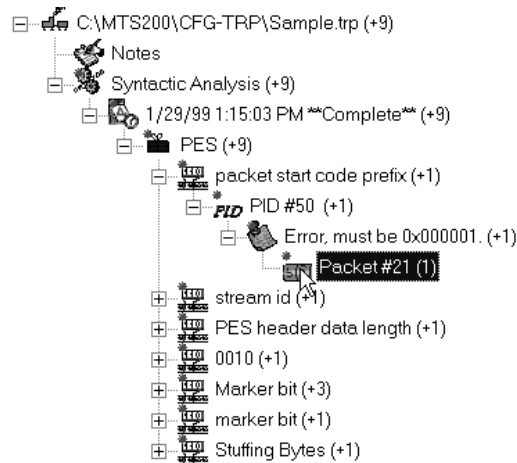 C:\MTS200\CFG-TRP\Sample.trp (+9)
Notes
Syntactic Analysis (+9)
1/29/99 1:15:03 PM **Complete** (+9)
PES (+9)
packet start code prefix (+1)
PID PID #50 (+1)
Error, must be 0x000001. (+1)
Packet #21 (1)
stream id (+1)
PES header data length (+1)
0010 (+1)
Marker bit (+3)
marker bit (+1)
Stuffing Bytes (+1)